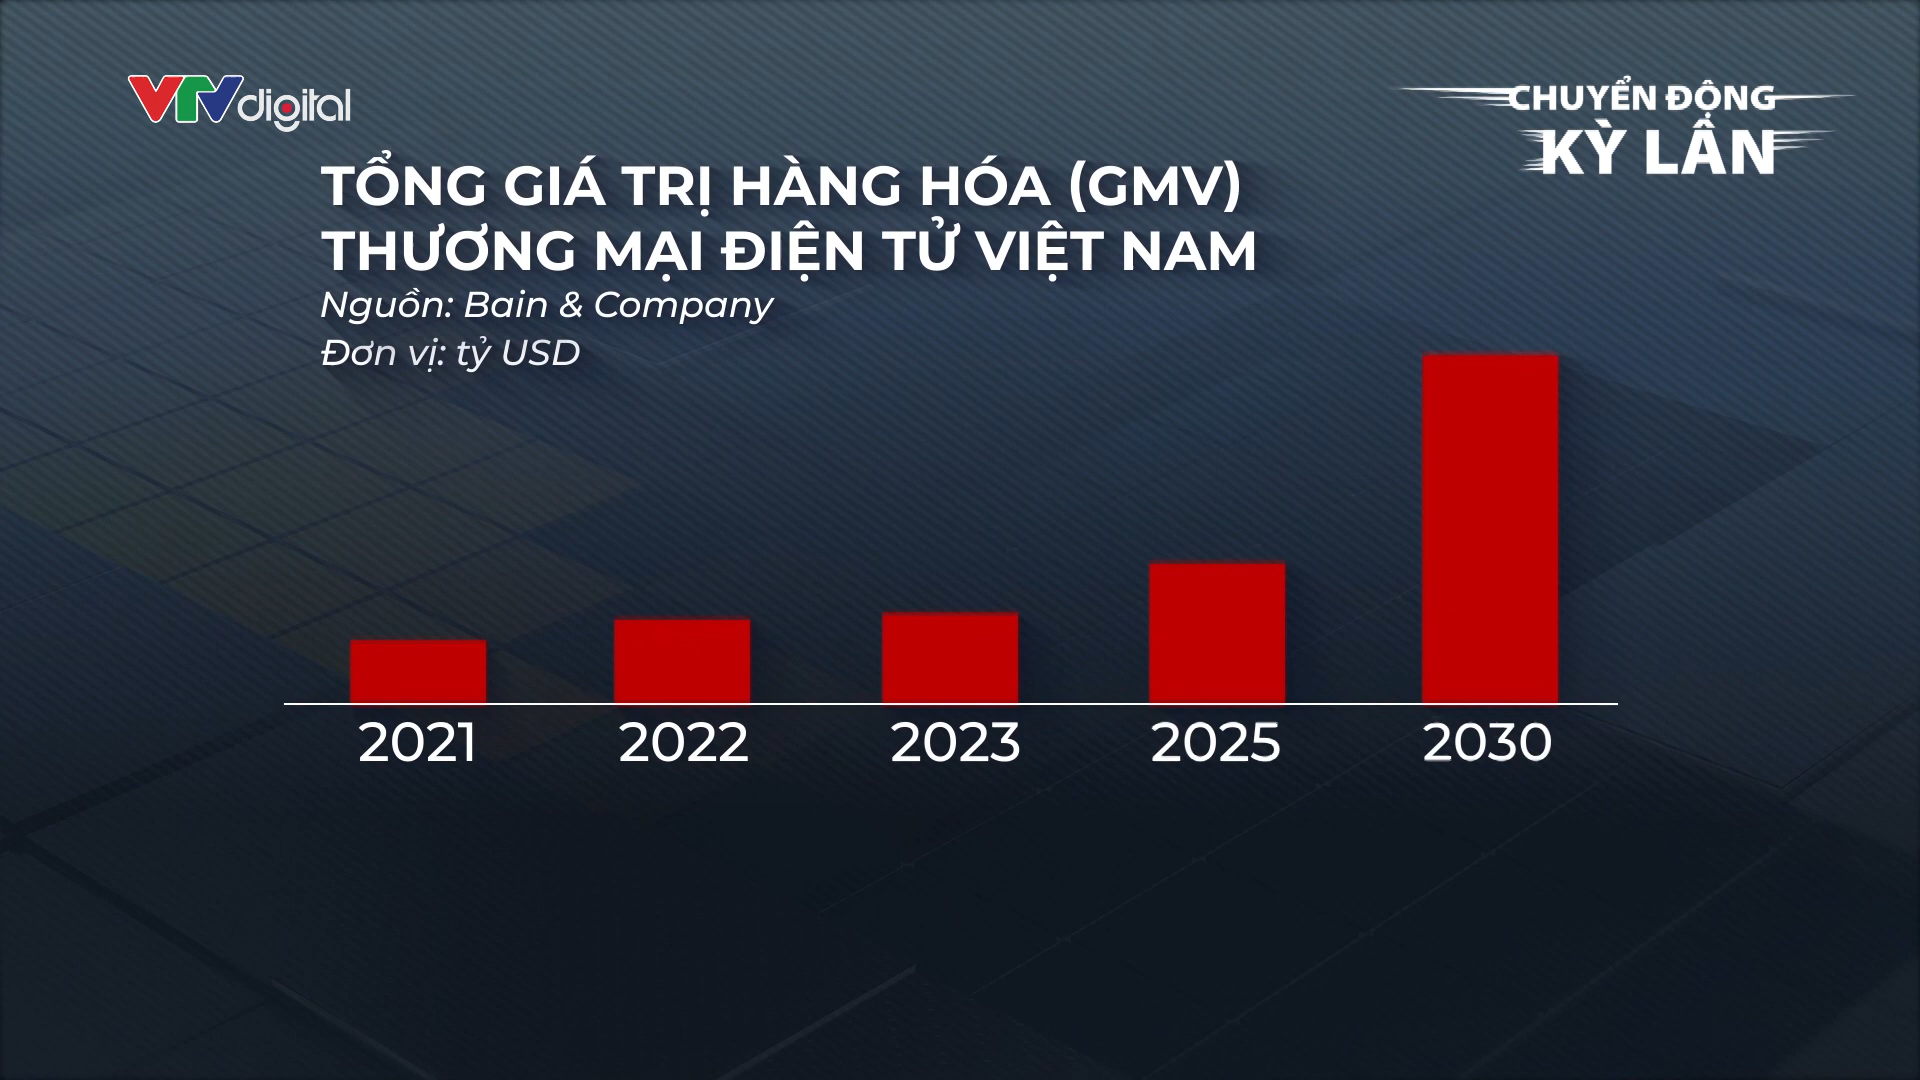 VTVdigital
CHUYỂN ĐỘNG
KỲ LÂN
TỔNG GIÁ TRỊ HÀNG HÓA (GMV)
THƯƠNG MẠI ĐIỆN TỬ VIỆT NAM
Nguồn: Bain & Company
Đơn vị: tỷ USD
2021 2022 2023 2025 2030